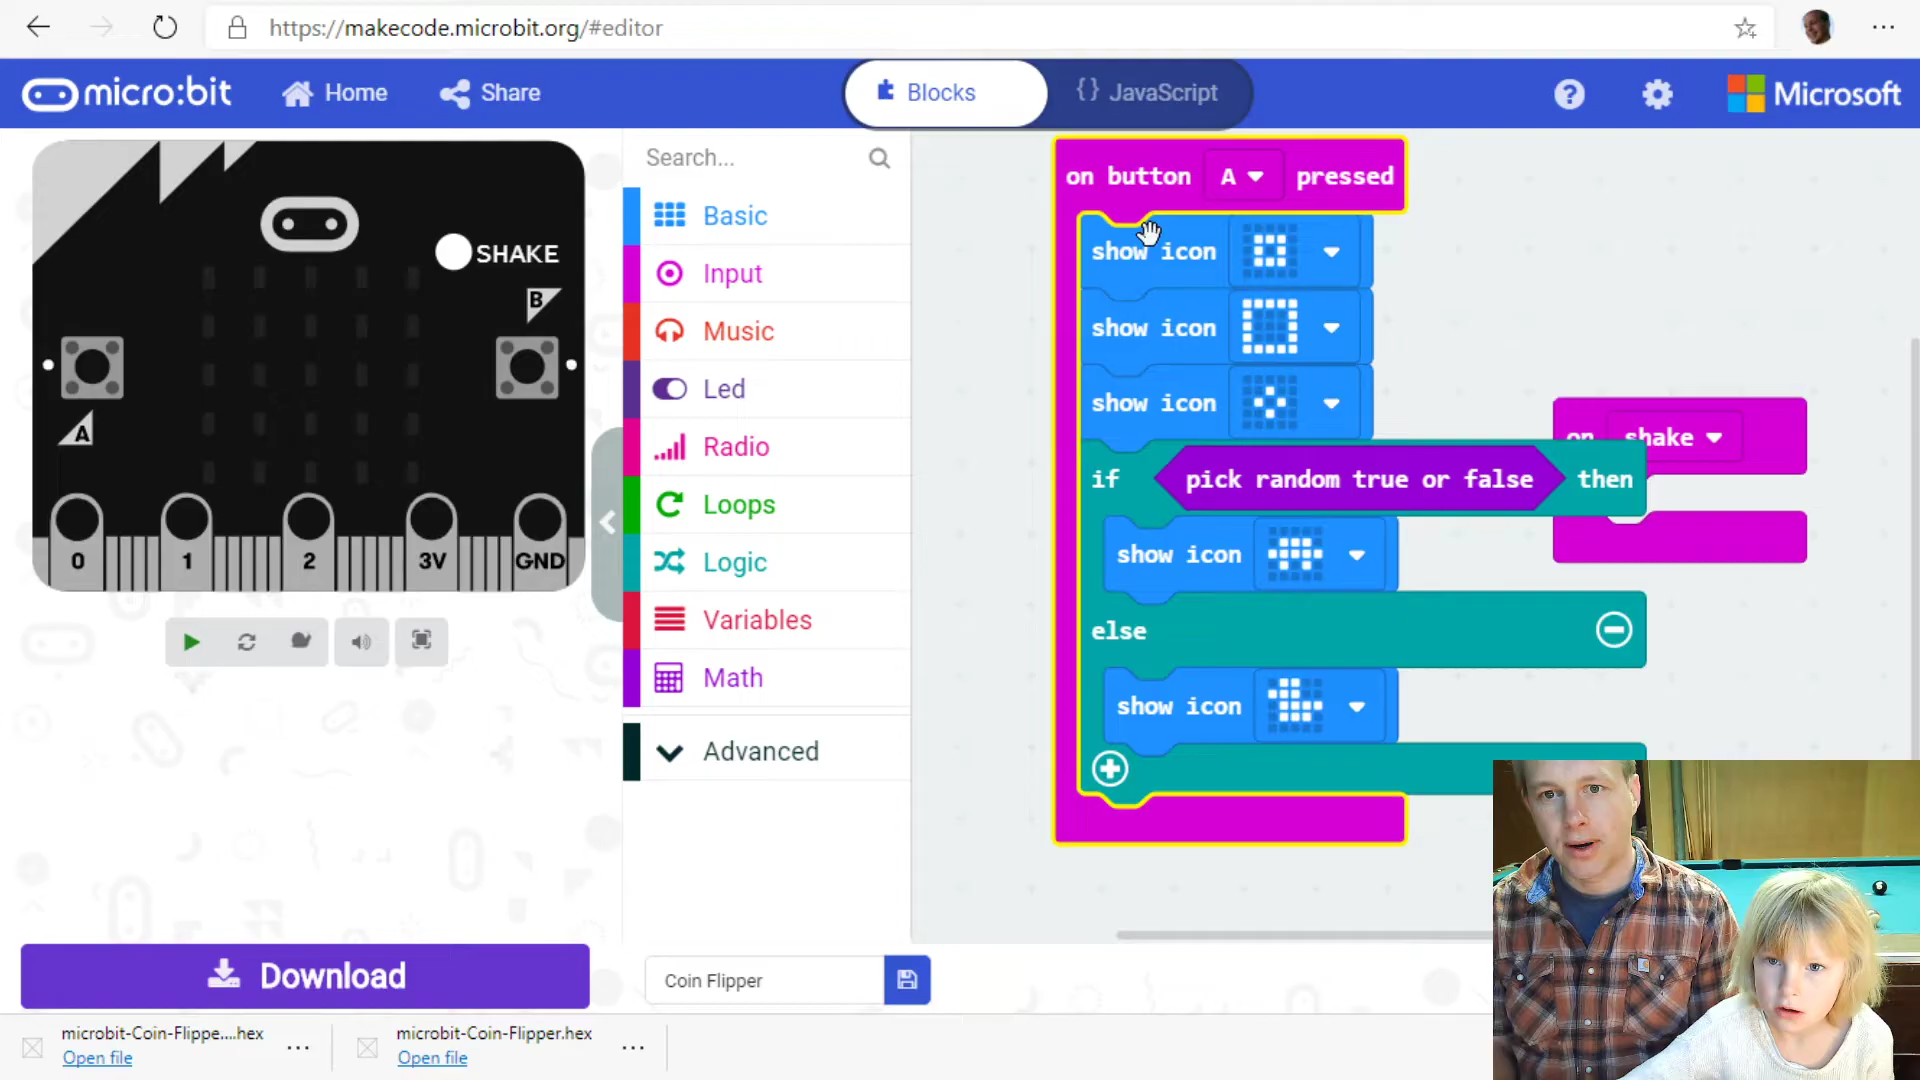 https://makecode.microbit.org/#editor
micro:bit Home Share Blocks {} JavaScript ? Microsoft
SHAKE
B
A
0 1 2 3V GND
Download
Search...
Basic
Input
Music
Led
Radio
Loops
Logic
Variables
Math
Advanced
on button A pressed
show icon
show icon
show icon
if pick random true or false then
show icon
else
show icon
on shake
Coin Flipper
microbit-Coin-Flippe....hex
Open file
microbit-Coin-Flipper.hex
Open file